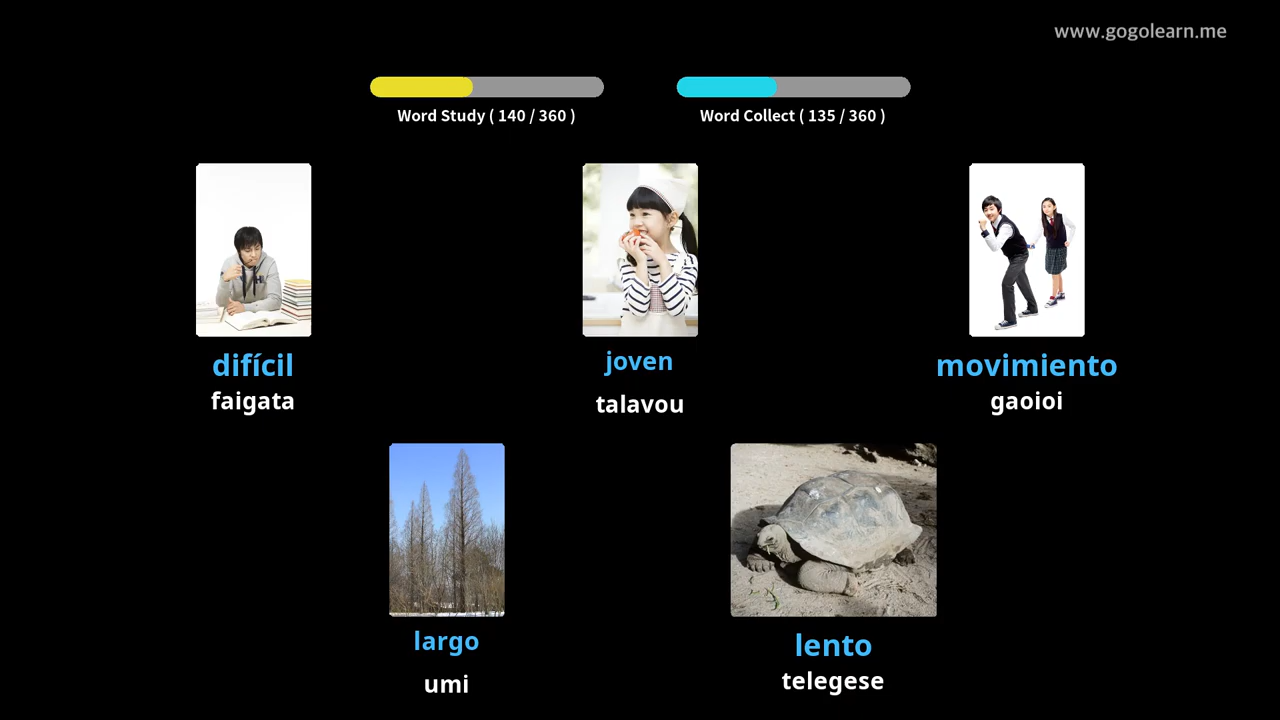 www.gogolearn.me
Word Study ( 140 / 360 )
Word Collect ( 135 / 360 )
difícil
faigata
joven
talavou
movimiento
gaoioi
largo
umi
lento
telegese